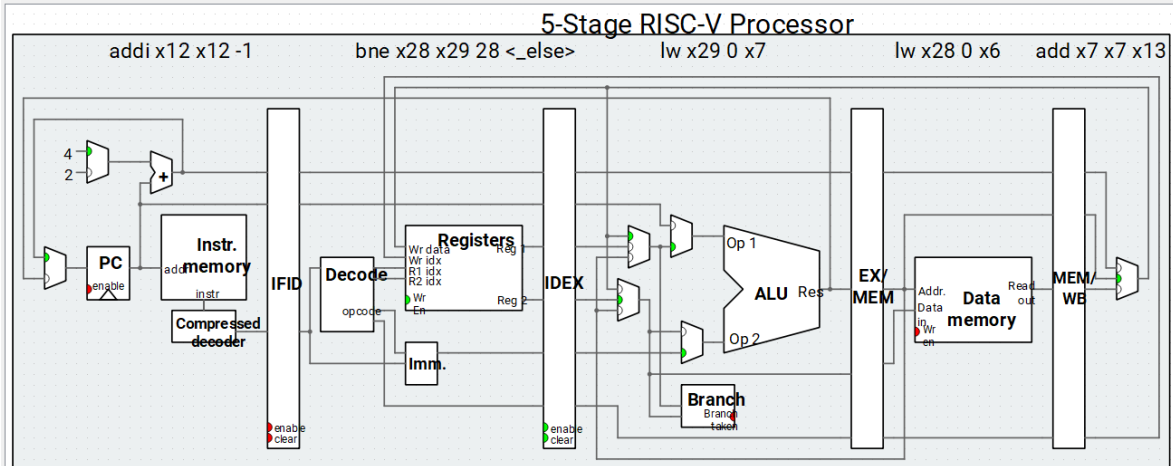 5-Stage RISC-V Processor
addi x12 x12 -1
bne x28 x29 28 <_else>
lw x29 0 x7
lw x28 0 x6
add x7 x7 x13
4
2
+
PC
enable
Instr.
memory
addr
instr
Compressed
decoder
IFID
enable
clear
Decode
opcode
Registers
Wr data
Wr idx
R1 idx
R2 idx
Wr
En
Reg 1
Reg 2
Imm.
IDEX
enable
clear
Op 1
ALU
Res
Op 2
Branch
Branch
taken
EX/
MEM
Addr.
Data
in
Wr
en
Data
memory
Read
out
MEM/
WB